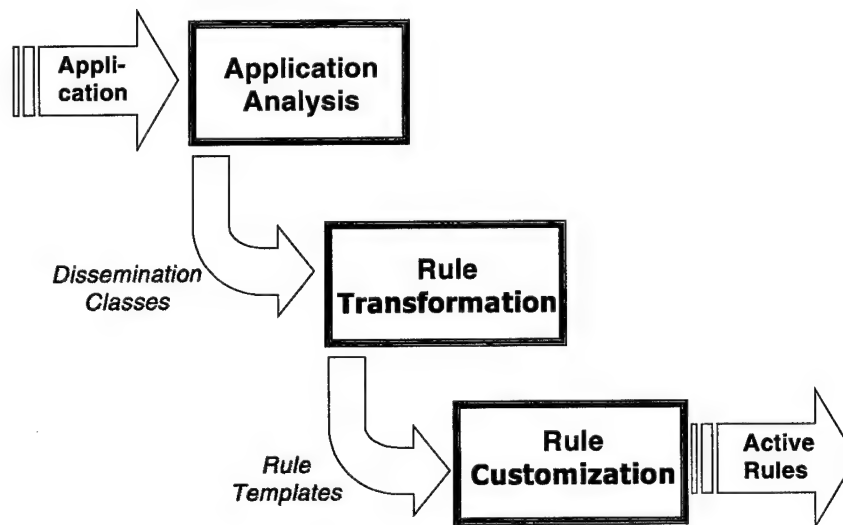 Appli-
cation
Application
Analysis
Dissemination
Classes
Rule
Transformation
Rule
Templates
Rule
Customization
Active
Rules